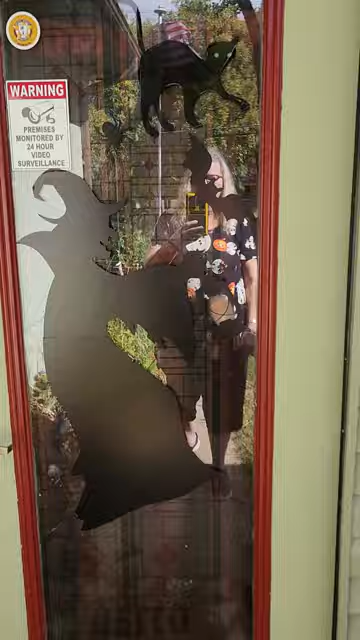 WARNING
PREMISES
MONITORED BY
24 HOUR
VIDEO
SURVEILLANCE